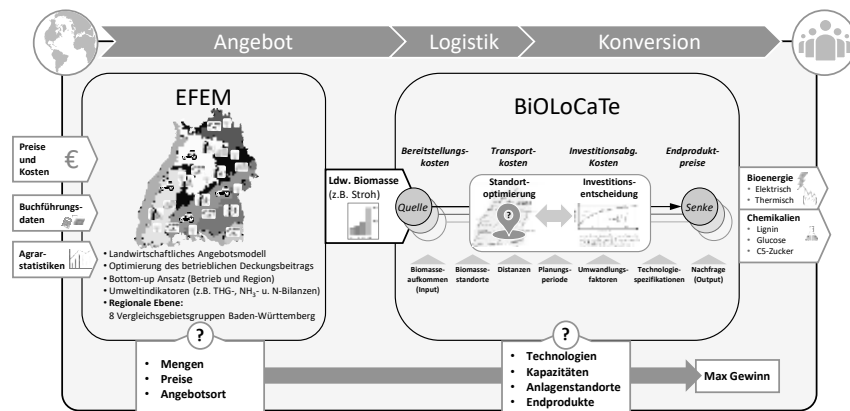 Angebot
Logistik
Konversion
EFEM
BiOLoCaTe
Preise
und
Kosten
€
Buchführungs-
daten
Agrar-
statistiken
• Landwirtschaftliches Angebotsmodell
• Optimierung des betrieblichen Deckungsbeitrags
• Bottom-up Ansatz (Betrieb und Region)
• Umweltindikatoren (z.B. THG-, NH3- u. N-Bilanzen)
• Regionale Ebene:
8 Vergleichsgebietsgruppen Baden-Württemberg
Ldw. Biomasse
(z.B. Stroh)
Bereitstellungs-
kosten
Transport-
kosten
Investitionsabg.
Kosten
Endprodukt-
preise
Quelle
Standort-
optimierung
?
Investitions-
entscheidung
Senke
Biomasse-
aufkommen
(Input)
Biomasse-
standorte
Distanzen
Planungs-
periode
Umwandlungs-
faktoren
Technologie-
spezifikationen
Nachfrage
(Output)
Bioenergie
• Elektrisch
• Thermisch
Chemikalien
• Lignin
• Glucose
• C5-Zucker
?
• Mengen
• Preise
• Angebotsort
?
• Technologien
• Kapazitäten
• Anlagenstandorte
• Endprodukte
Max Gewinn